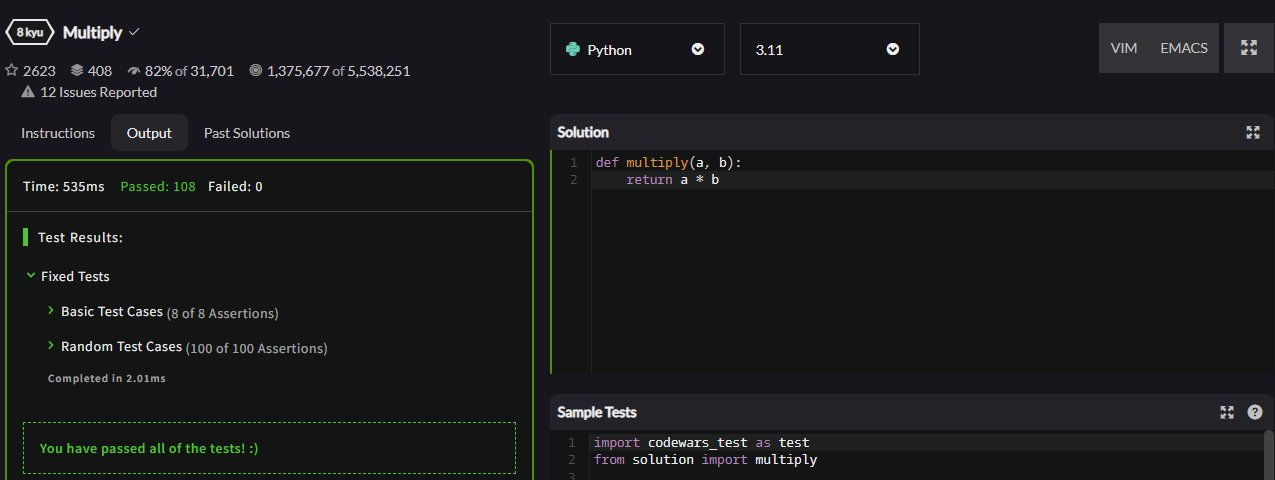 8 kyu Multiply
2623 408 82% of 31,701 1,375,677 of 5,538,251
12 Issues Reported
Python 3.11 VIM EMACS
Instructions Output Past Solutions
Time: 535ms Passed: 108 Failed: 0
Test Results:
Fixed Tests
Basic Test Cases (8 of 8 Assertions)
Random Test Cases (100 of 100 Assertions)
Completed in 2.01ms
You have passed all of the tests! :)
Solution
1 def multiply(a, b):
2 return a * b
Sample Tests ?
1 import codewars_test as test
2 from solution import multiply
3